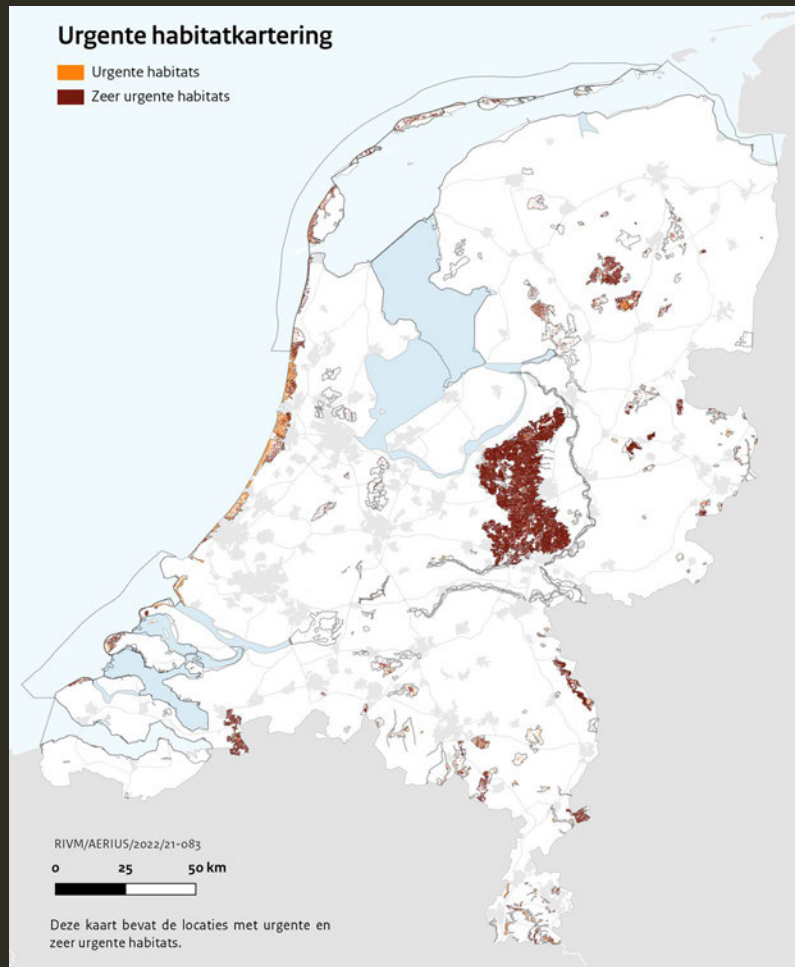 Urgente habitatkartering
Urgente habitats
Zeer urgente habitats
RIVM/AERIUS/2022/21-083
0 25 50 km
Deze kaart bevat de locaties met urgente en
zeer urgente habitats.